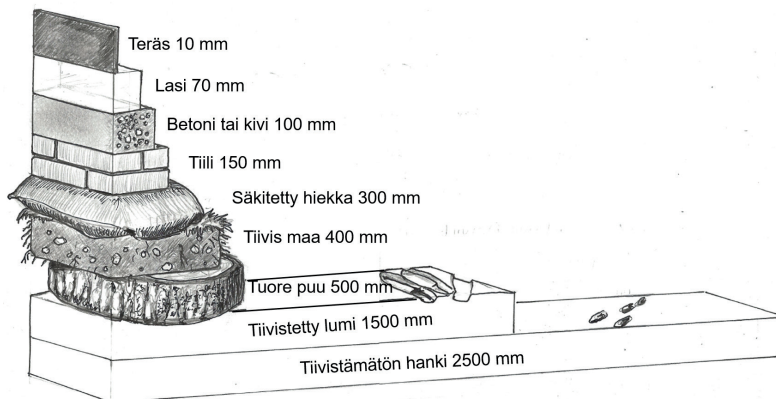 Teräs 10 mm
Lasi 70 mm
Betoni tai kivi 100 mm
Tiili 150 mm
Säkitetty hiekka 300 mm
Tiivis maa 400 mm
Tuore puu 500 mm
Tiivistetty lumi 1500 mm
Tiivistämätön hanki 2500 mm